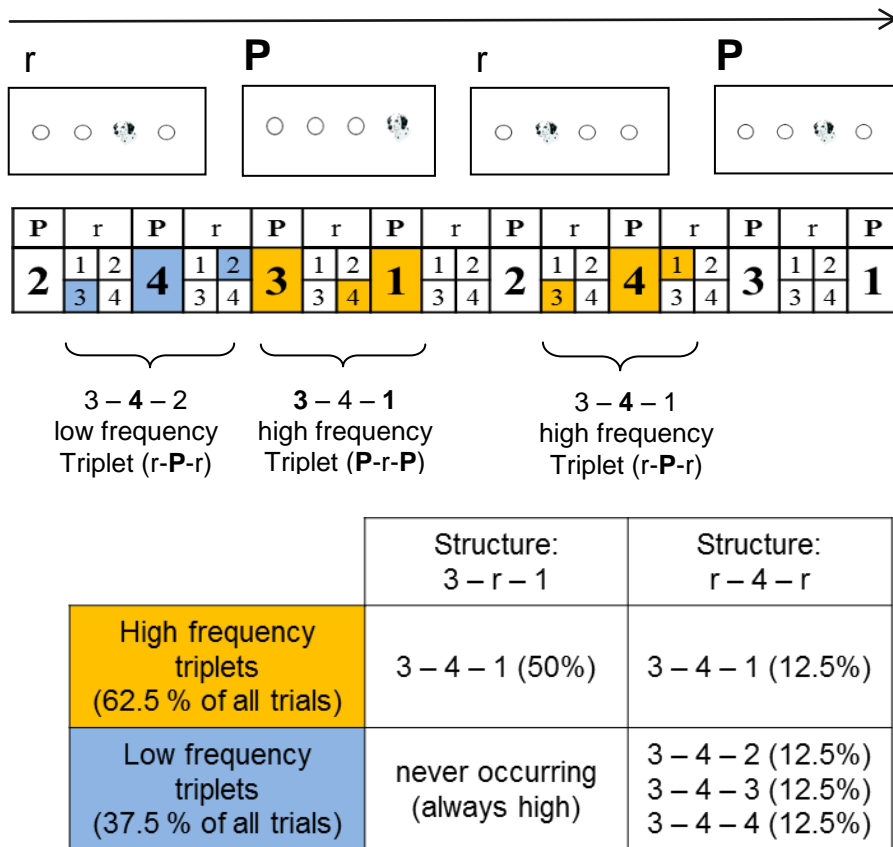 r P r P
P r P r P r P r P r P r P r P
2 1 2 4 1 2 3 1 2 1 1 2 2 1 2 4 1 2 3 1 2 1
3 4 3 4 3 4 3 4 3 4 3 4 3 4
3 – 4 – 2 3 – 4 – 1 3 – 4 – 1
low frequency high frequency high frequency
Triplet (r-P-r) Triplet (P-r-P) Triplet (r-P-r)
Structure: Structure:
3 – r – 1 r – 4 – r
High frequency
triplets
(62.5 % of all trials)
3 – 4 – 1 (50%) 3 – 4 – 1 (12.5%)
Low frequency
triplets
(37.5 % of all trials)
never occurring
(always high)
3 – 4 – 2 (12.5%)
3 – 4 – 3 (12.5%)
3 – 4 – 4 (12.5%)